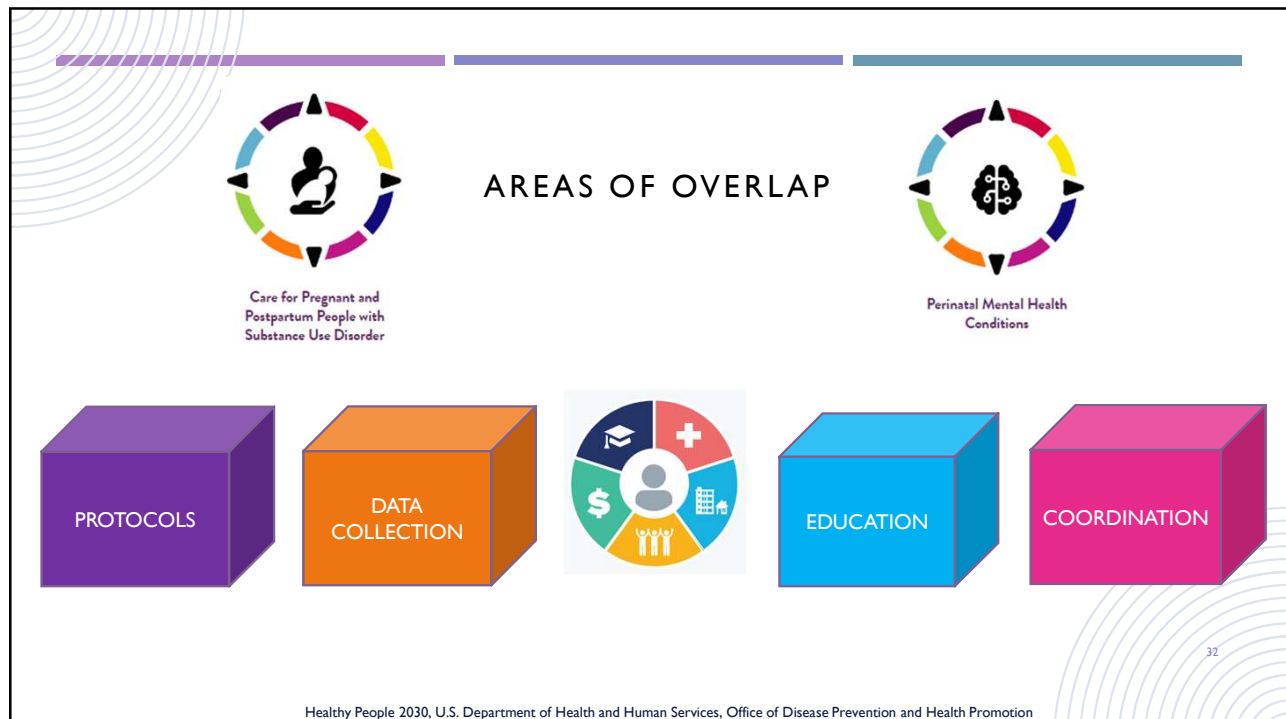 AREAS OF OVERLAP
Care for Pregnant and
Postpartum People with
Substance Use Disorder
Perinatal Mental Health
Conditions
PROTOCOLS
DATA
COLLECTION
$
EDUCATION
COORDINATION
32
Healthy People 2030, U.S. Department of Health and Human Services, Office of Disease Prevention and Health Promotion